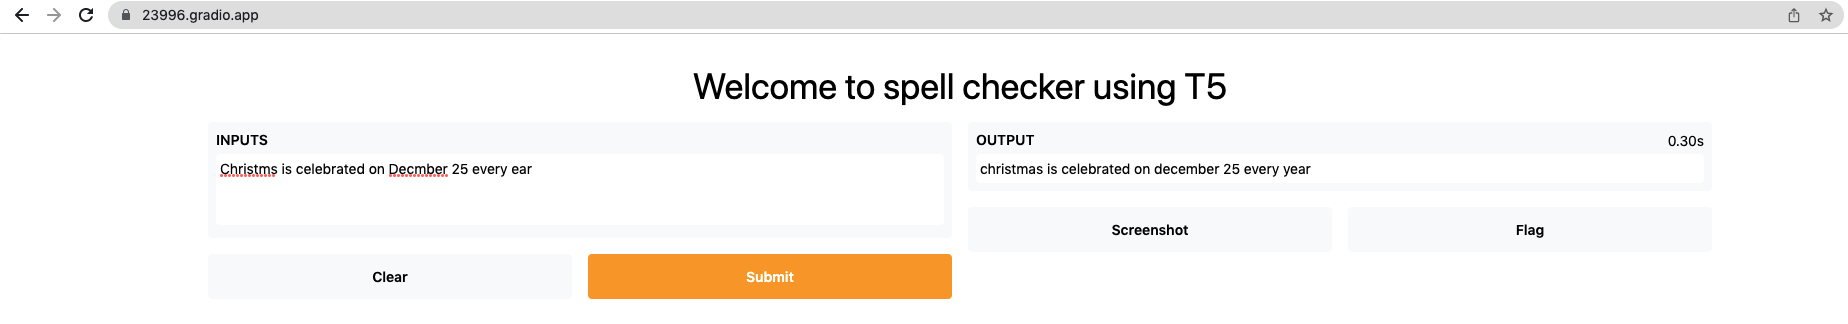 23996.gradio.app
Welcome to spell checker using T5
INPUTS
Christms is celebrated on Decmber 25 every ear
Clear
Submit
OUTPUT
0.30s
christmas is celebrated on december 25 every year
Screenshot
Flag